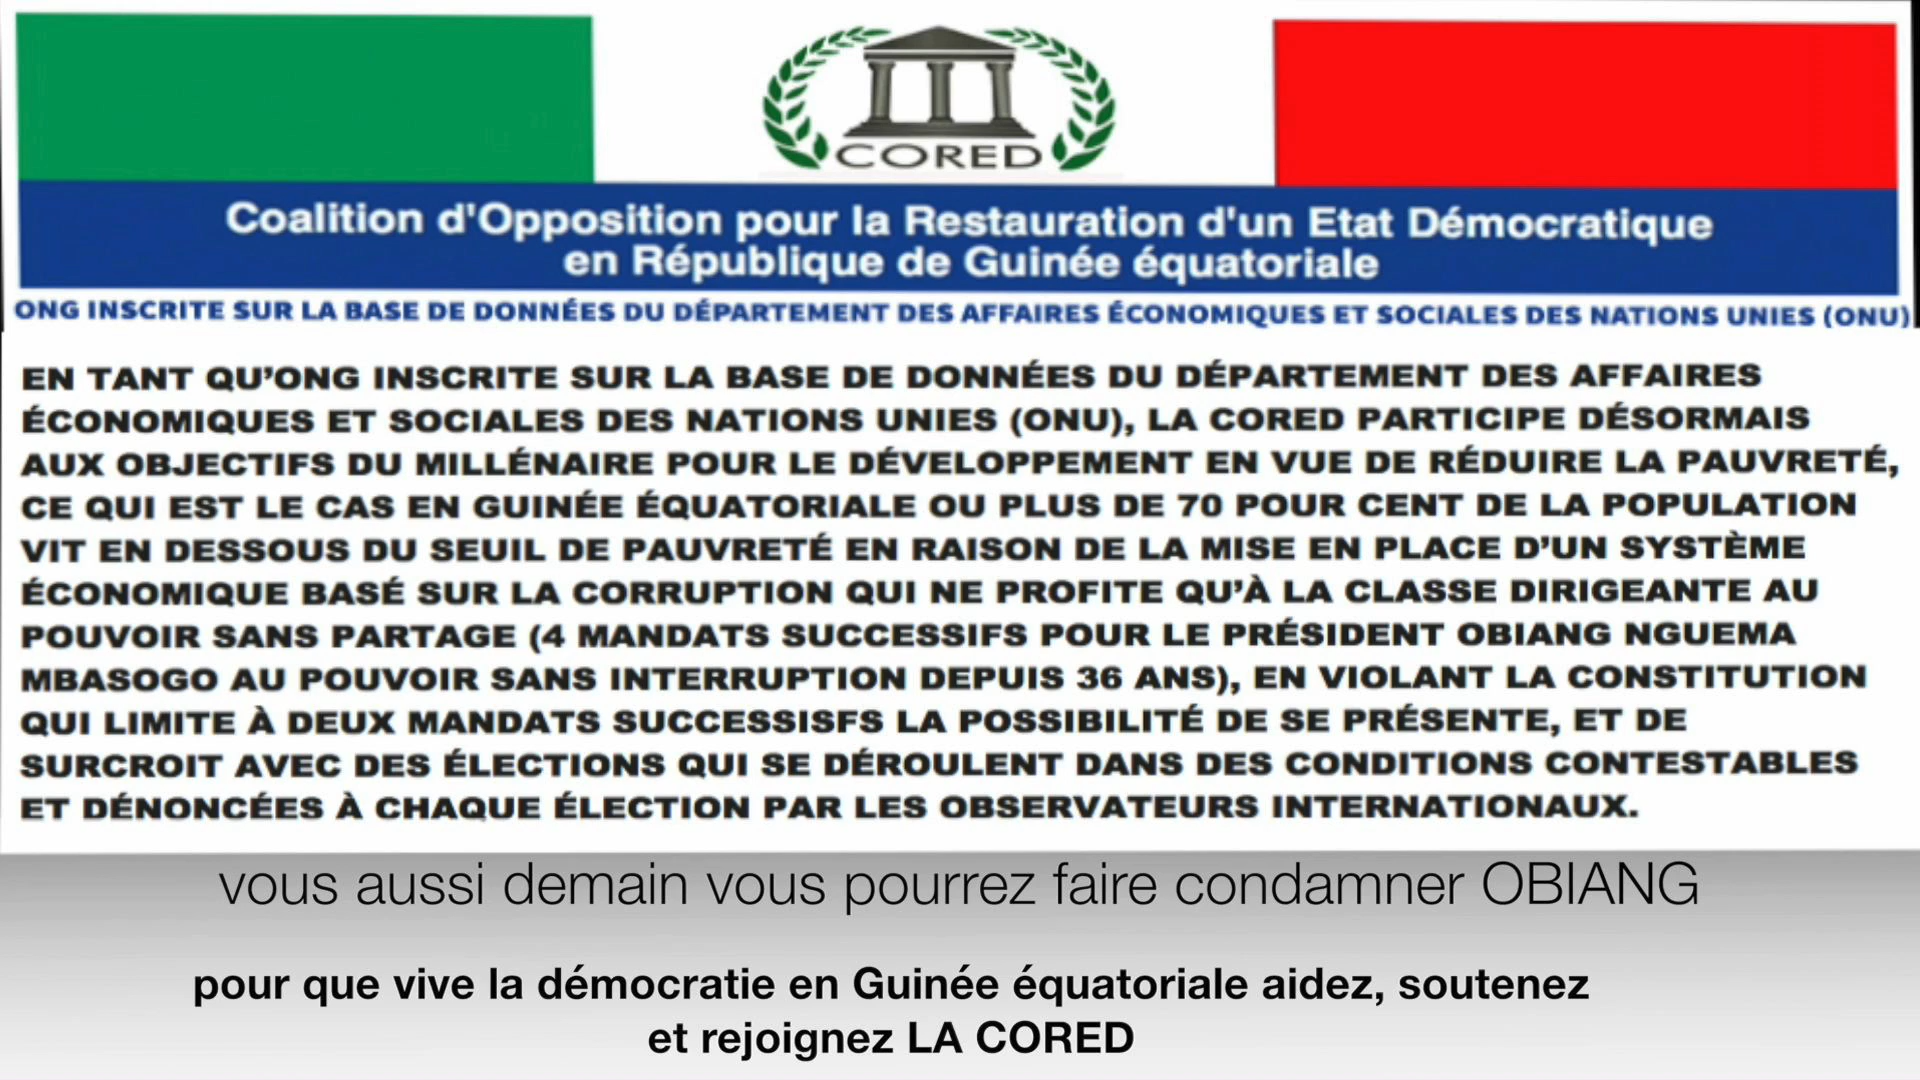 CORED
Coalition d'Opposition pour la Restauration d'un Etat Démocratique
en République de Guinée équatoriale
ONG INSCRITE SUR LA BASE DE DONNÉES DU DÉPARTEMENT DES AFFAIRES ÉCONOMIQUES ET SOCIALES DES NATIONS UNIES (ONU)
EN TANT QU'ONG INSCRITE SUR LA BASE DE DONNÉES DU DÉPARTEMENT DES AFFAIRES
ÉCONOMIQUES ET SOCIALES DES NATIONS UNIES (ONU), LA CORED PARTICIPE DÉSORMAIS
AUX OBJECTIFS DU MILLÉNAIRE POUR LE DÉVELOPPEMENT EN VUE DE RÉDUIRE LA PAUVRETÉ,
CE QUI EST LE CAS EN GUINÉE ÉQUATORIALE OU PLUS DE 70 POUR CENT DE LA POPULATION
VIT EN DESSOUS DU SEUIL DE PAUVRETÉ EN RAISON DE LA MISE EN PLACE D'UN SYSTÈME
ÉCONOMIQUE BASÉ SUR LA CORRUPTION QUI NE PROFITE QU'À LA CLASSE DIRIGEANTE AU
POUVOIR SANS PARTAGE (4 MANDATS SUCCESSIFS POUR LE PRÉSIDENT OBIANG NGUEMA
MBASOGO AU POUVOIR SANS INTERRUPTION DEPUIS 36 ANS), EN VIOLANT LA CONSTITUTION
QUI LIMITE À DEUX MANDATS SUCCESSISFS LA POSSIBILITÉ DE SE PRÉSENTE, ET DE
SURCROIT AVEC DES ÉLECTIONS QUI SE DÉROULENT DANS DES CONDITIONS CONTESTABLES
ET DÉNONCÉES À CHAQUE ÉLECTION PAR LES OBSERVATEURS INTERNATIONAUX.
vous aussi demain vous pourrez faire condamner OBIANG
pour que vive la démocratie en Guinée équatoriale aidez, soutenez
et rejoignez LA CORED